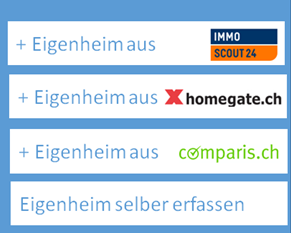 + Eigenheim aus IMMO SCOUT24
+ Eigenheim aus homegate.ch
+ Eigenheim aus comparis.ch
Eigenheim selber erfassen